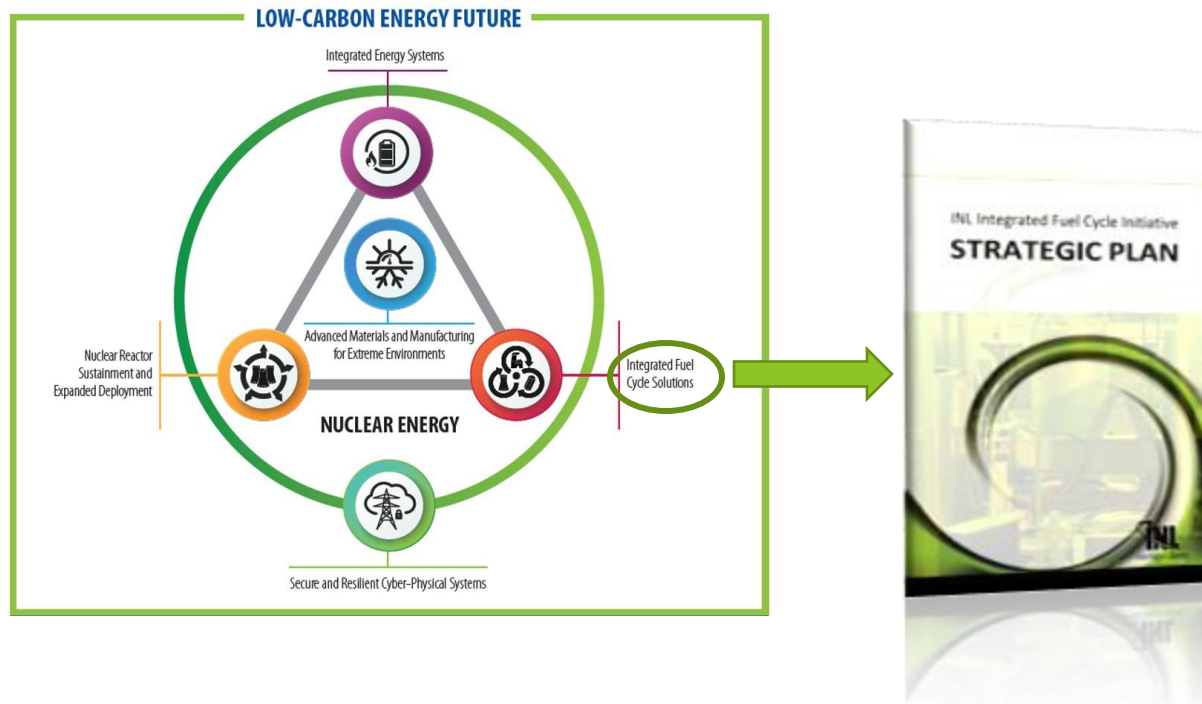 LOW-CARBON ENERGY FUTURE
Integrated Energy Systems
Advanced Materials and Manufacturing
for Extreme Environments
Nuclear Reactor
Sustainment and
Expanded Deployment
Integrated Fuel
Cycle Solutions
NUCLEAR ENERGY
Secure and Resilient Cyber-Physical Systems
INL Integrated Fuel Cycle Initiative
STRATEGIC PLAN
INL